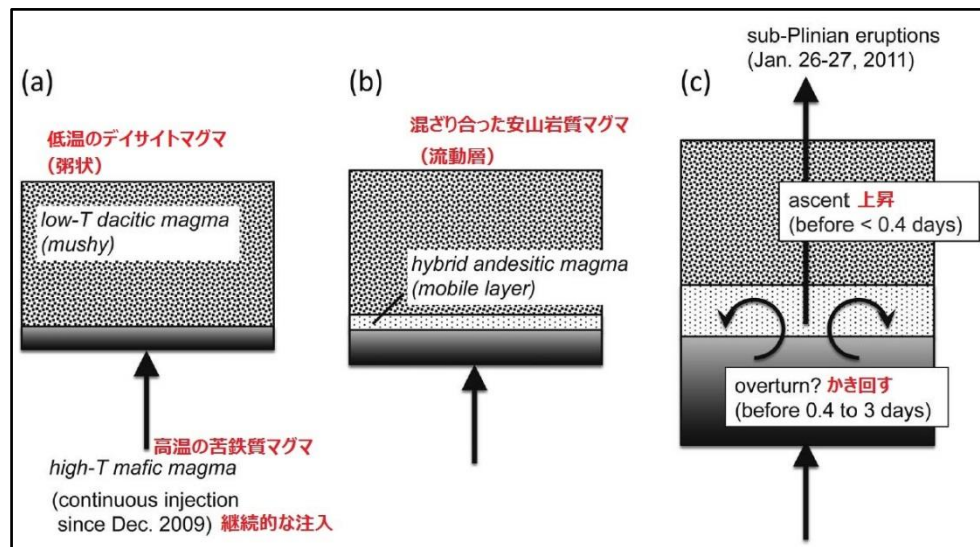 (a)
低温のデイサイトマグマ
（粥状）
low-T dacitic magma
(mushy)
高温の苦鉄質マグマ
high-T mafic magma
(continuous injection
since Dec. 2009) 継続的な注入
(b)
混ざり合った安山岩質マグマ
（流動層）
hybrid andesitic magma
(mobile layer)
sub-Plinian eruptions
(Jan. 26-27, 2011)
(c)
ascent 上昇
(before < 0.4 days)
overturn? かき回す
(before 0.4 to 3 days)